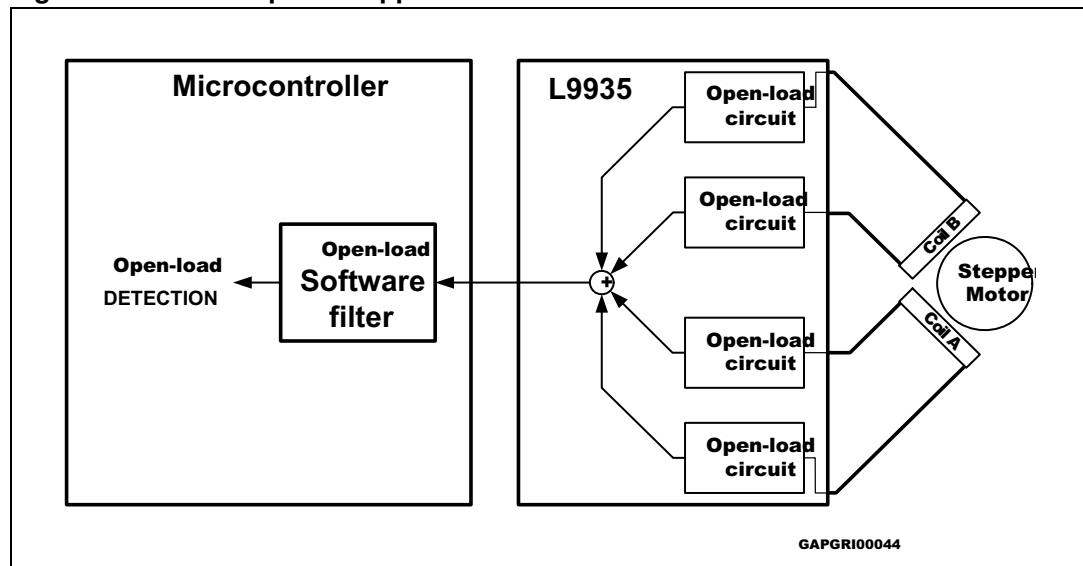 Microcontroller
Open-load
DETECTION
Open-load
Software
filter
L9935
Open-load
circuit
Open-load
circuit
+
Open-load
circuit
Open-load
circuit
Coil B
Coil A
Steppe
Motor
GAPGRI00044